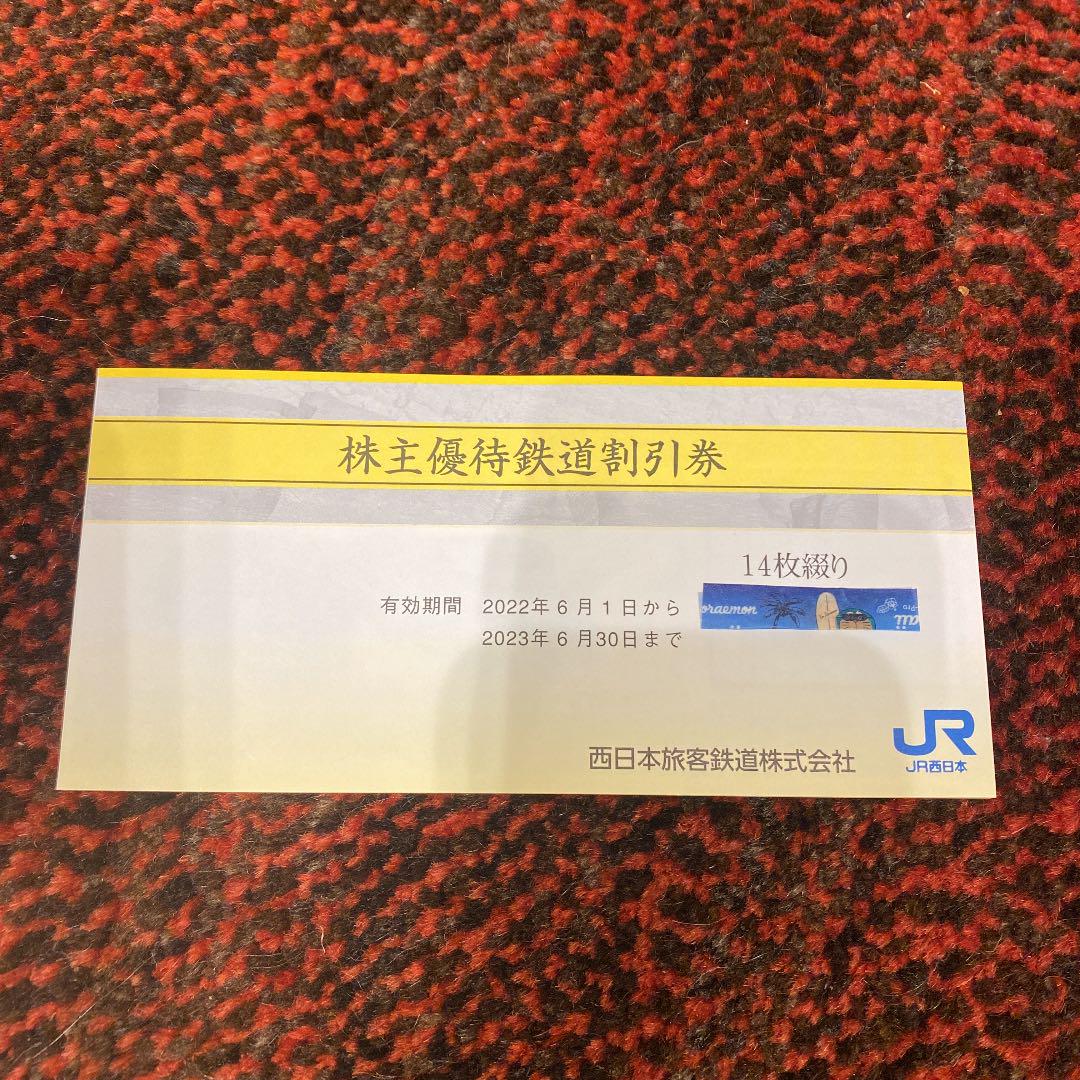 株主優待鉄道割引券
14枚綴り
有効期間 2022年6月1日から
2023年6月30日まで
oraemon
西日本旅客鉄道株式会社
JR
JR西日本